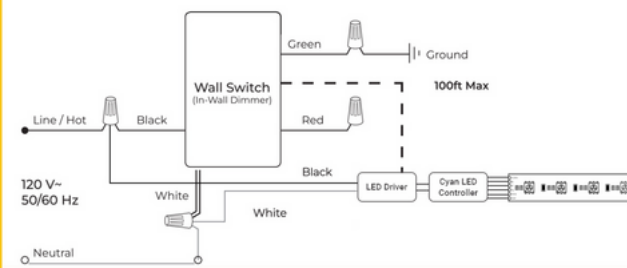 Green
Ground
Wall Switch
(In-Wall Dimmer)
100ft Max
Line / Hot
Black
Red
120 V~
50/60 Hz
Black
White
LED Driver
Cyan LED
Controller
White
Neutral